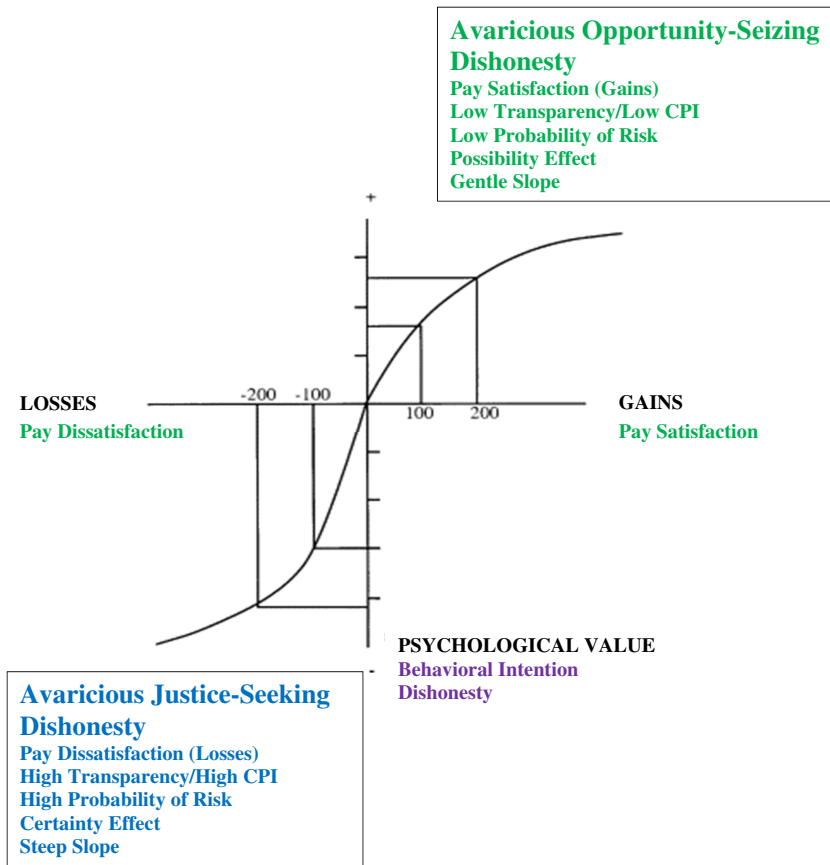 Avaricious Opportunity-Seizing
Dishonesty
Pay Satisfaction (Gains)
Low Transparency/Low CPI
Low Probability of Risk
Possibility Effect
Gentle Slope
+
-200 -100
LOSSES
GAINS
100 200
Pay Dissatisfaction
Pay Satisfaction
PSYCHOLOGICAL VALUE
-
Behavioral Intention
Dishonesty
Avaricious Justice-Seeking
Dishonesty
Pay Dissatisfaction (Losses)
High Transparency/High CPI
High Probability of Risk
Certainty Effect
Steep Slope